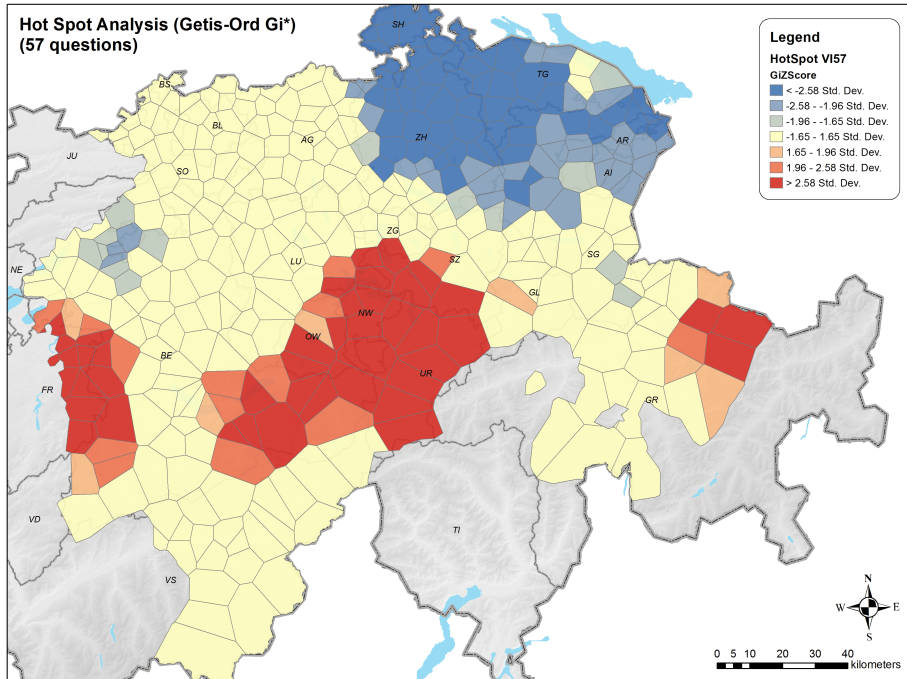 Hot Spot Analysis (Getis-Ord Gi*)
(57 questions)
Legend
HotSpot VI57
GiZScore
< -2.58 Std. Dev.
-2.58 - -1.96 Std. Dev.
-1.96 - -1.65 Std. Dev.
-1.65 - 1.65 Std. Dev.
1.65 - 1.96 Std. Dev.
1.96 - 2.58 Std. Dev.
> 2.58 Std. Dev.
SH
TG
BS
BL
AG
ZH
AR
JU
SO
AI
ZG
NE
LU
SZ
SG
GL
NW
OW
BE
UR
FR
GR
VD
TI
VS
N
W
E
S
0 5 10 20 30 40
kilometers